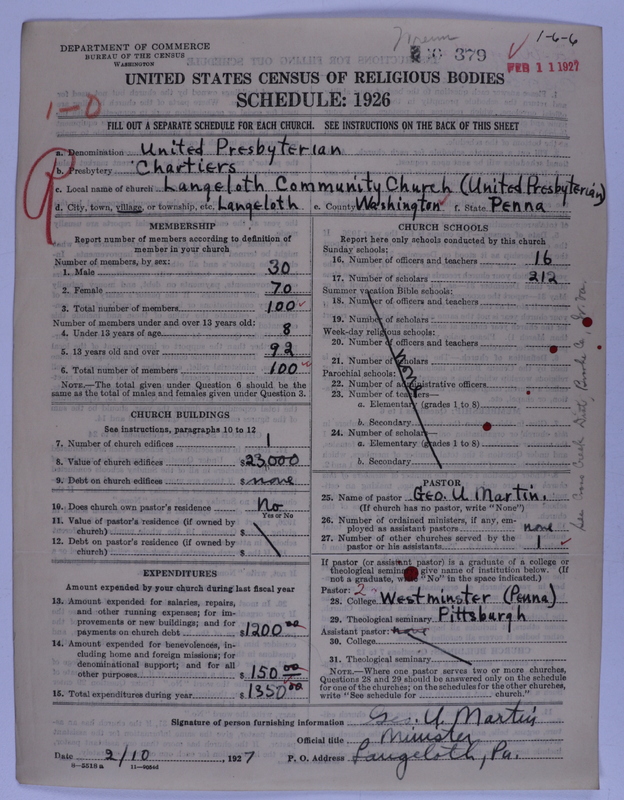 DEPARTMENT OF COMMERCE
BUREAU OF THE CENSUS
WASHINGTON
379
1-6-6
FEB 11 1927
UNITED STATES CENSUS OF RELIGIOUS BODIES
SCHEDULE: 1926
1-0
FILL OUT A SEPARATE SCHEDULE FOR EACH CHURCH. SEE INSTRUCTIONS ON THE BACK OF THIS SHEET
a. Denomination United Presbyterian
b. Presbytery Chartiers
c. Local name of church Langeloth Community Church (United Presbyterian)
d. City, town, village, or township, etc. Langeloth e. County Washington f. State Penna
MEMBERSHIP
Report number of members according to definition of
member in your church
Number of members, by sex:
1. Male 30
2. Female 70
3. Total number of members 100
Number of members under and over 13 years old:
4. Under 13 years of age 8
5. 13 years old and over 92
6. Total number of members 100
NOTE.—The total given under Question 6 should be the
same as the total of males and females given under Question 3.
CHURCH BUILDINGS
See instructions, paragraphs 10 to 12
7. Number of church edifices 1
8. Value of church edifices $23,000
9. Debt on church edifices $ none
10. Does church own pastor's residence No
Yes or No
11. Value of pastor's residence (if owned by
church) $
12. Debt on pastor's residence (if owned by
church) $
EXPENDITURES
Amount expended by your church during last fiscal year
13. Amount expended for salaries, repairs,
and other running expenses; for im-
provements or new buildings; and for
payments on church debt $1200 00
14. Amount expended for benevolences, in-
cluding home and foreign missions; for
denominational support; and for all
other purposes $150 00
15. Total expenditures during year $1350 00
CHURCH SCHOOLS
Report here only schools conducted by this church
Sunday schools:
16. Number of officers and teachers 16
17. Number of scholars 212
Summer vacation Bible schools:
18. Number of officers and teachers
19. Number of scholars
Week-day religious schools:
20. Number of officers and teachers
21. Number of scholars
none
Parochial schools:
22. Number of administrative officers
23. Number of teachers—
a. Elementary (grades 1 to 8)
b. Secondary
24. Number of scholars—
a. Elementary (grades 1 to 8)
b. Secondary
PASTOR
25. Name of pastor Geo. U. Martin.
(If church has no pastor, write "None")
26. Number of ordained ministers, if any, em-
ployed as assistant pastors none
27. Number of other churches served by the
pastor or his assistants 1
If pastor (or assistant pastor) is a graduate of a college or
theological seminary, give name of institution below. (If
not a graduate, write "No" in the space indicated.)
Pastor: 2
28. College Westminster (Penna)
29. Theological seminary Pittsburgh
Assistant pastor: none
30. College
31. Theological seminary
NOTE.—Where one pastor serves two or more churches,
Questions 28 and 29 should be answered only on the schedule
for one of the churches; on the schedules for the other churches,
write "See schedule for ........ church."
Signature of person furnishing information Geo. U. Martin
Official title Minister
Date 2/10, 1927 P. O. Address Langeloth, Pa.
8-5518a 11-9054d